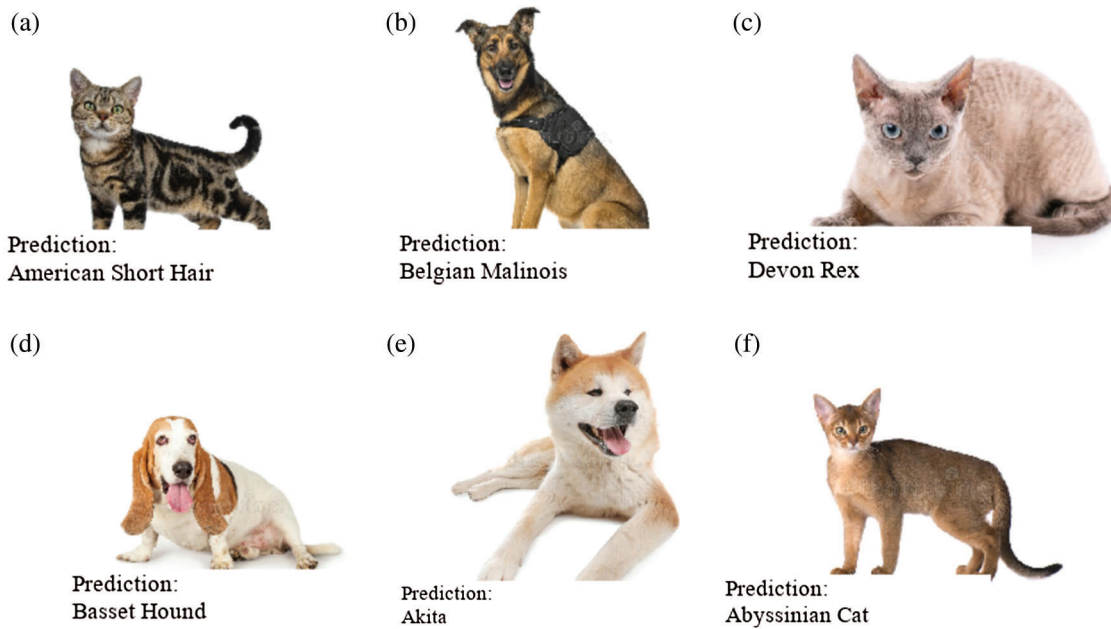 (a)
(b)
(c)
Prediction:
American Short Hair
Prediction:
Belgian Malinois
Prediction:
Devon Rex
(d)
(e)
(f)
Prediction:
Basset Hound
Prediction:
Akita
Prediction:
Abyssinian Cat